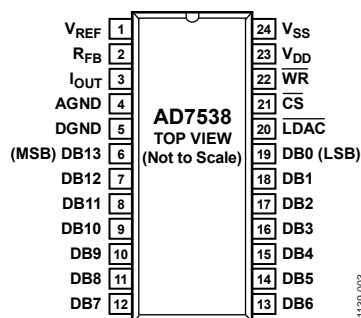 VREF 1 24 VSS
RFB 2 23 VDD
IOUT 3 22 WR
AGND 4 21 CS
DGND 5 20 LDAC
(MSB) DB13 6 19 DB0 (LSB)
DB12 7 18 DB1
DB11 8 17 DB2
DB10 9 16 DB3
DB9 10 15 DB4
DB8 11 14 DB5
DB7 12 13 DB6
AD7538
TOP VIEW
(Not to Scale)